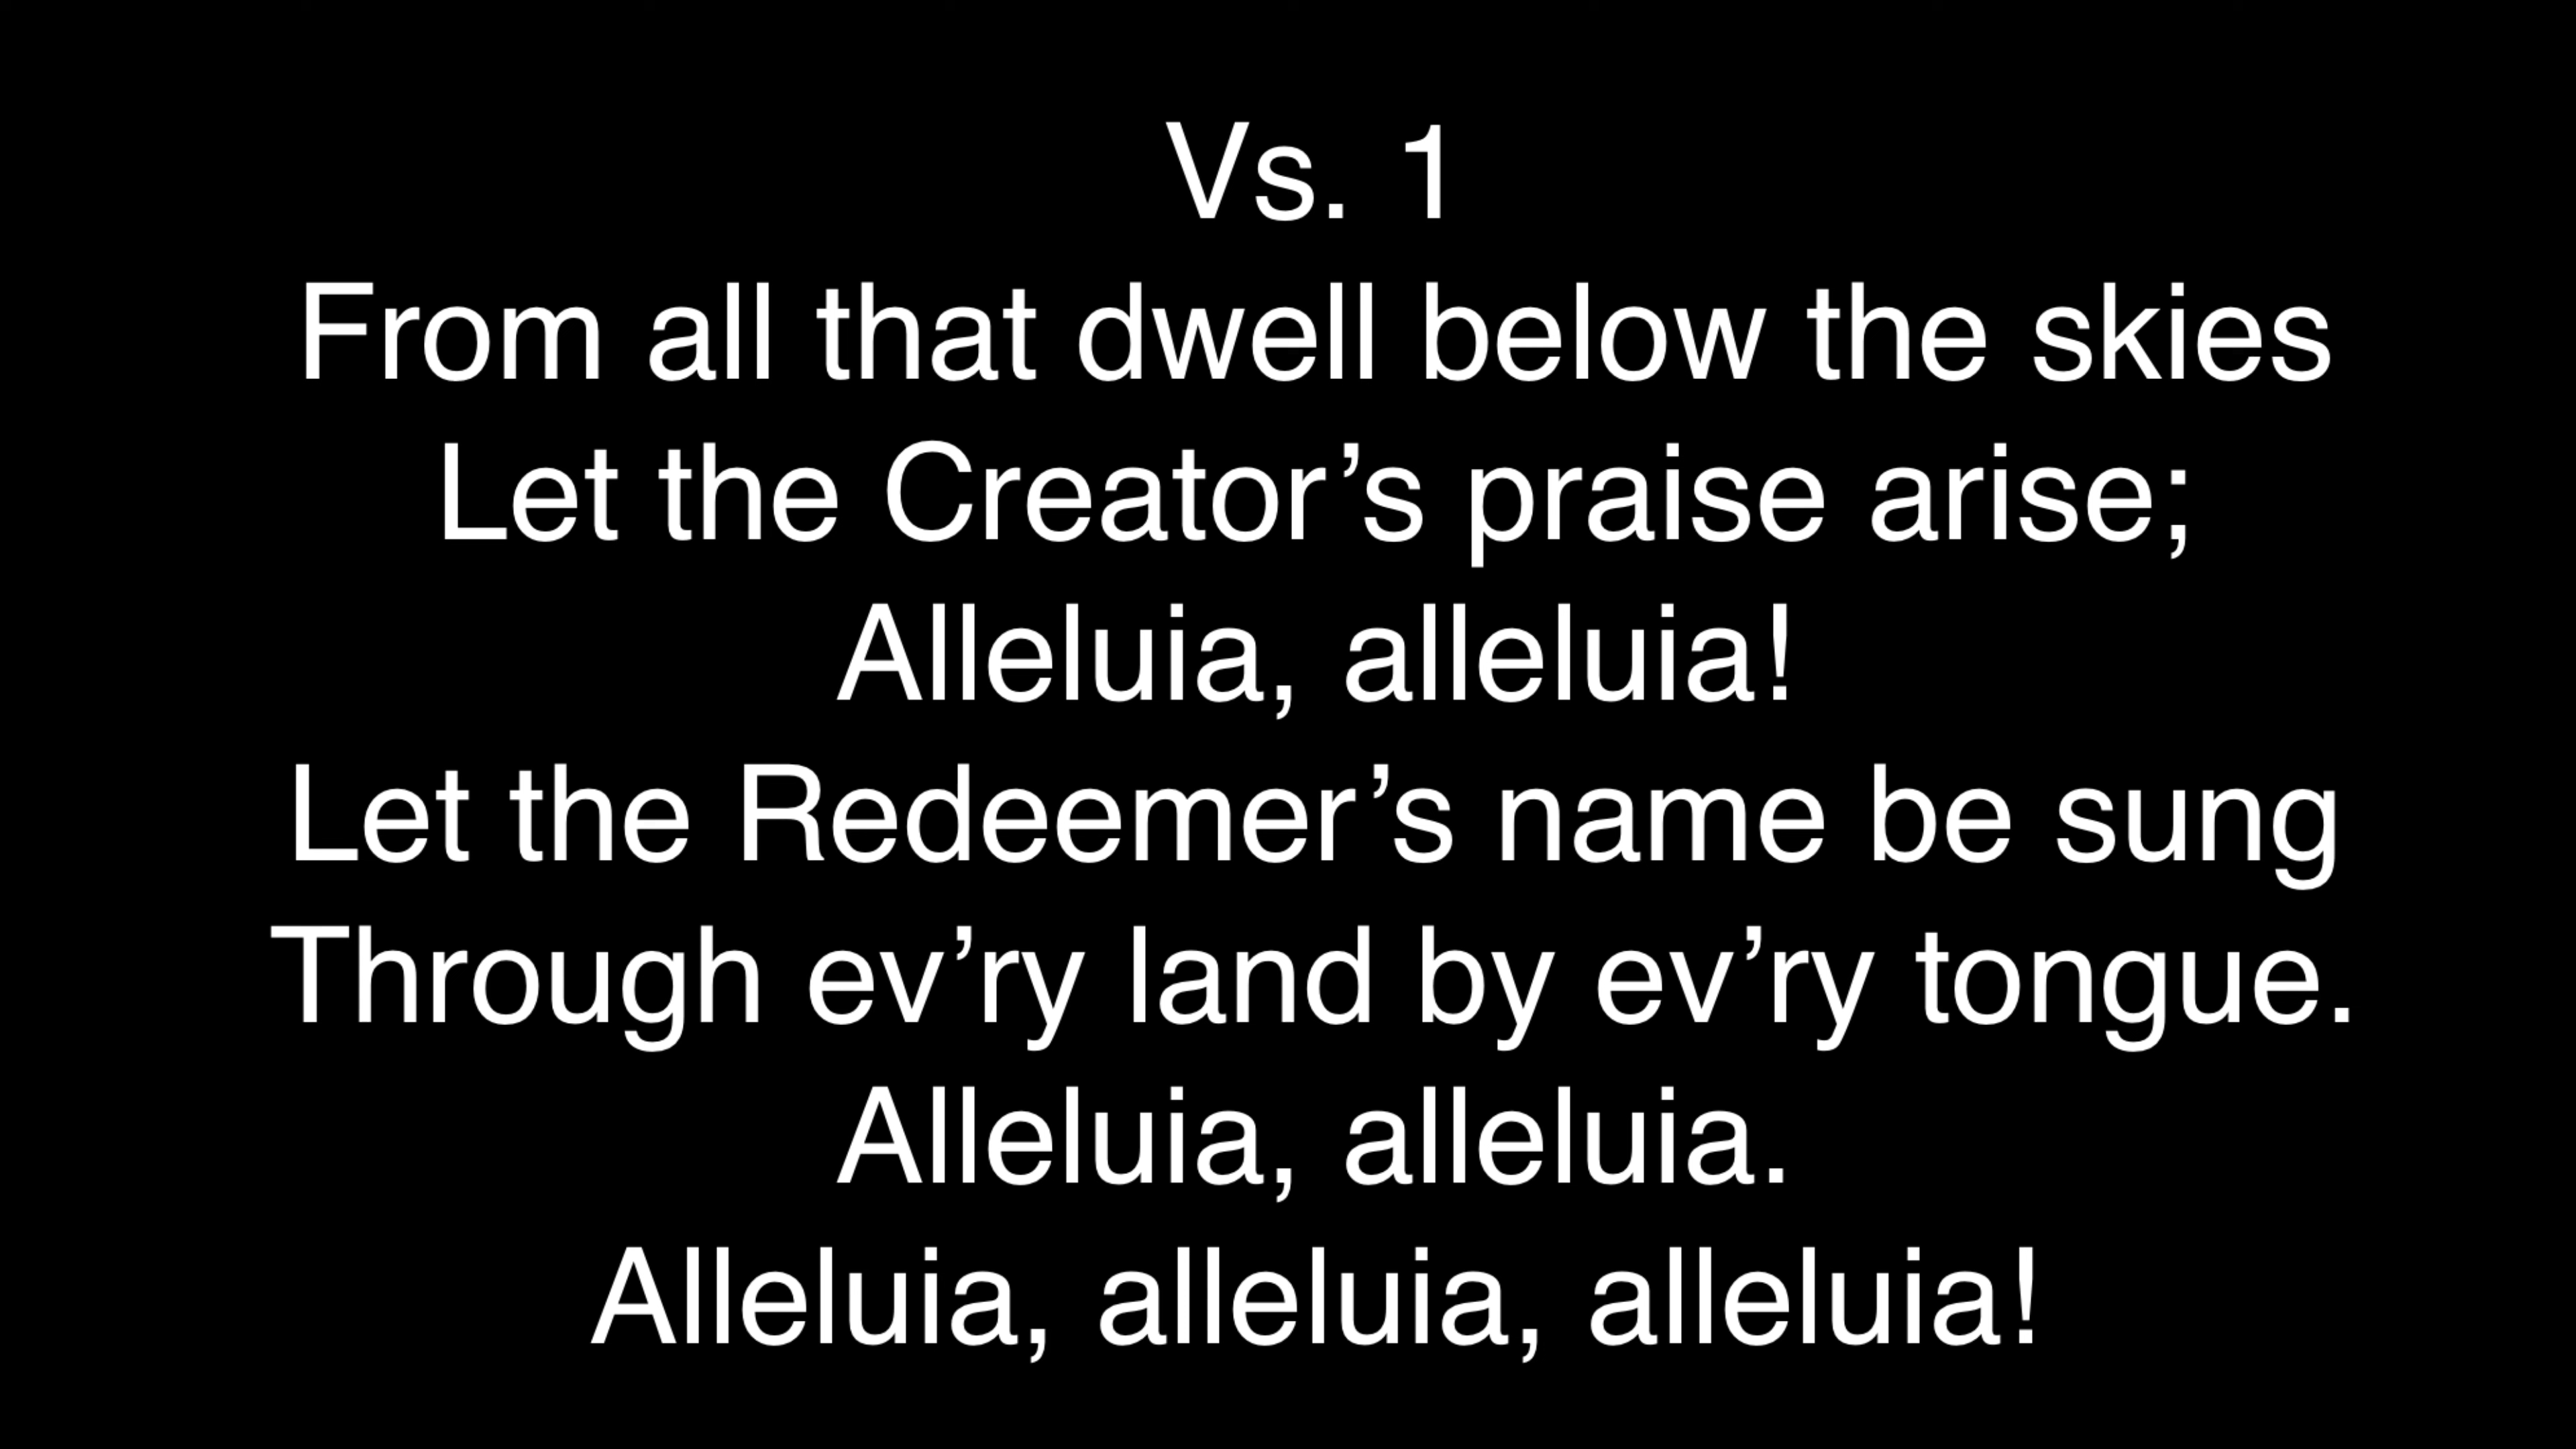 Vs. 1
From all that dwell below the skies
Let the Creator’s praise arise;
Alleluia, alleluia!
Let the Redeemer’s name be sung
Through ev’ry land by ev’ry tongue.
Alleluia, alleluia.
Alleluia, alleluia, alleluia!